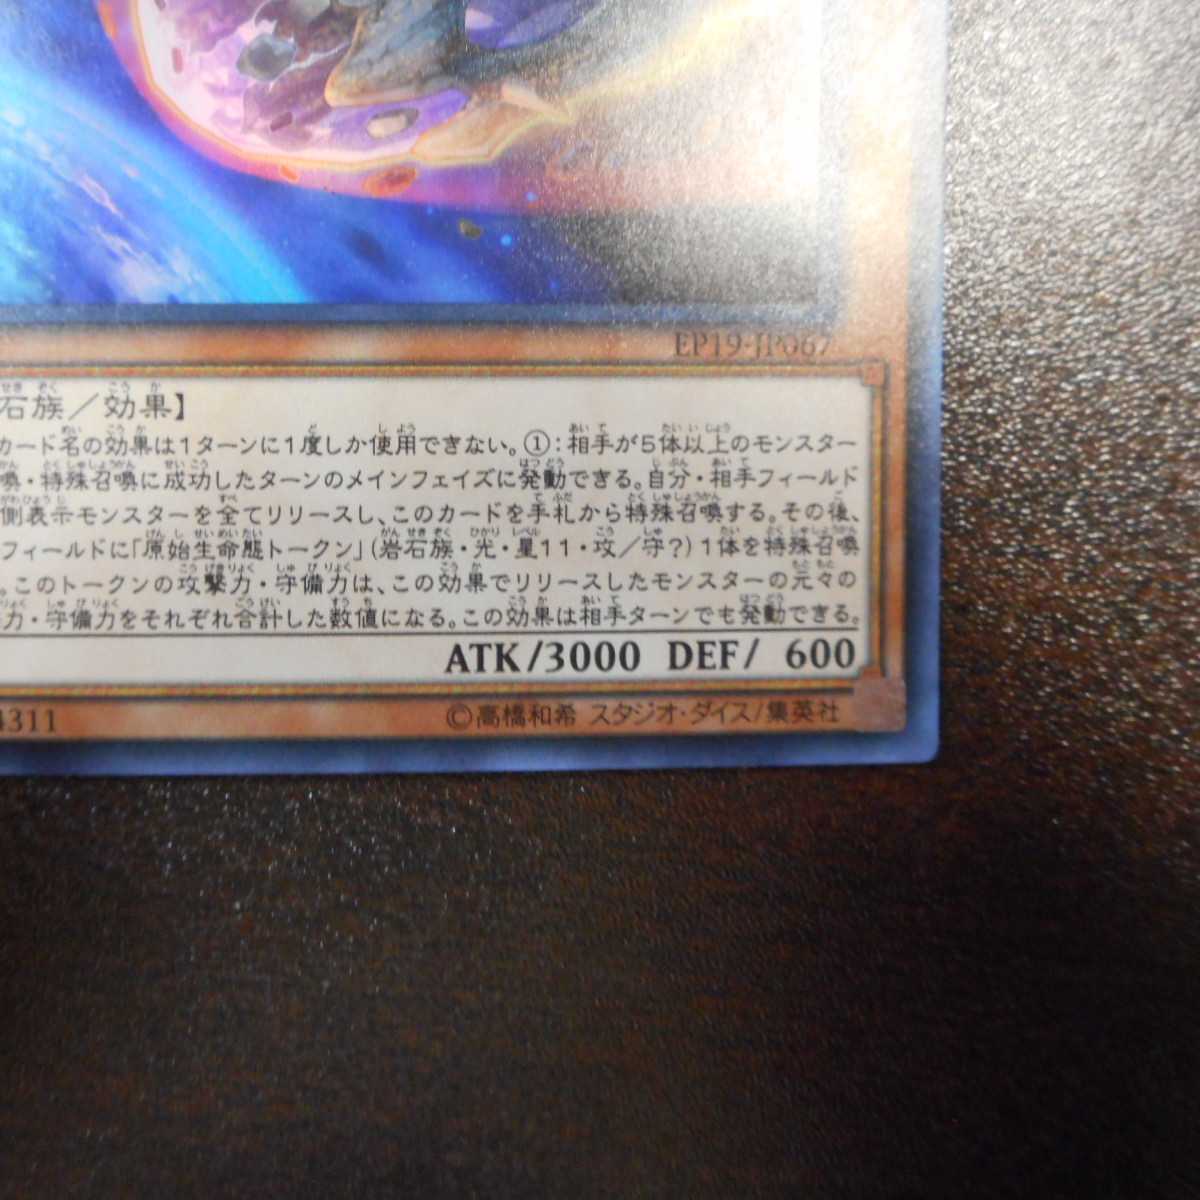 EP19-JP067
石族／効果】
カード名の効果は1ターンに1度しか使用できない。①：相手が5体以上のモンスター
喚・特殊召喚に成功したターンのメインフェイズに発動できる。自分・相手フィールド
側表示モンスターを全てリリースし、このカードを手札から特殊召喚する。その後、
フィールドに「原始生命態トークン」（岩石族・光・星11・攻／守?）1体を特殊召喚
。このトークンの攻撃力・守備力は、この効果でリリースしたモンスターの元々の
力・守備力をそれぞれ合計した数値になる。この効果は相手ターンでも発動できる。
ATK/3000 DEF/ 600
4311
©高橋和希 スタジオ・ダイス/集英社